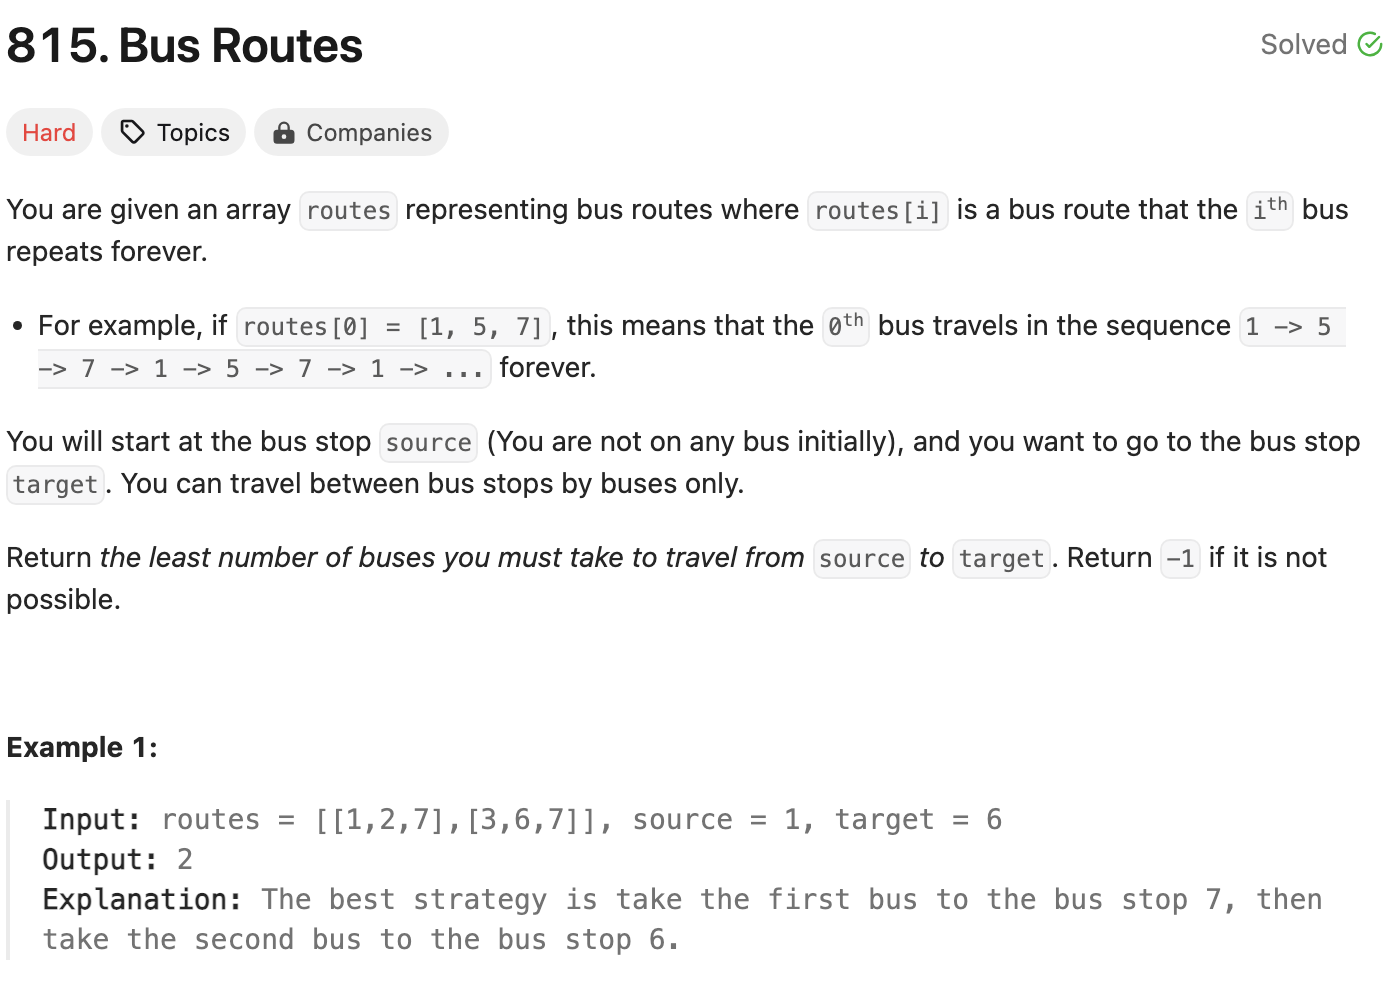 815. Bus Routes
Solved
Hard
Topics
Companies
You are given an array routes representing bus routes where routes[i] is a bus route that the ith bus
repeats forever.
• For example, if routes[0] = [1, 5, 7], this means that the 0th bus travels in the sequence 1 -> 5
-> 7 -> 1 -> 5 -> 7 -> 1 -> ... forever.
You will start at the bus stop source (You are not on any bus initially), and you want to go to the bus stop
target. You can travel between bus stops by buses only.
Return the least number of buses you must take to travel from source to target. Return -1 if it is not
possible.
Example 1:
Input: routes = [[1,2,7],[3,6,7]], source = 1, target = 6
Output: 2
Explanation: The best strategy is take the first bus to the bus stop 7, then
take the second bus to the bus stop 6.